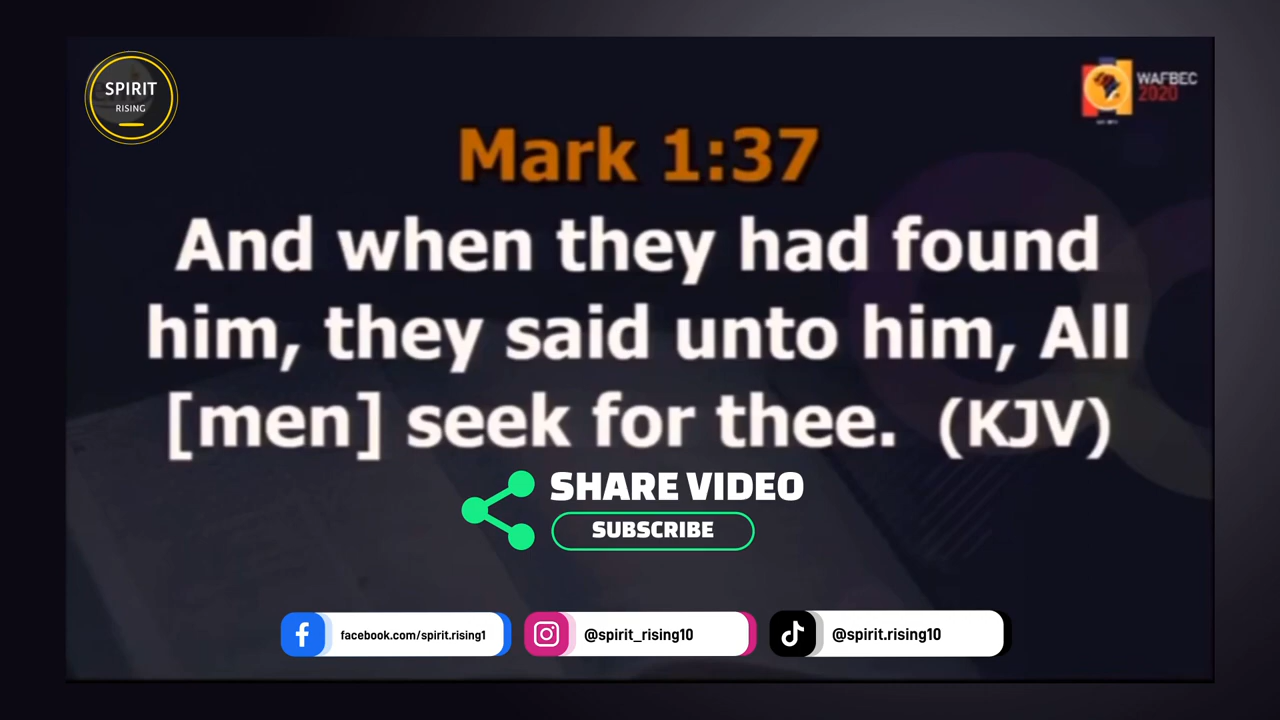 SPIRIT
RISING
WAFBEC
2020
Mark 1:37
And when they had found
him, they said unto him, All
[men] seek for thee. (KJV)
SHARE VIDEO
SUBSCRIBE
facebook.com/spirit.rising1
@spirit_rising10
@spirit.rising10